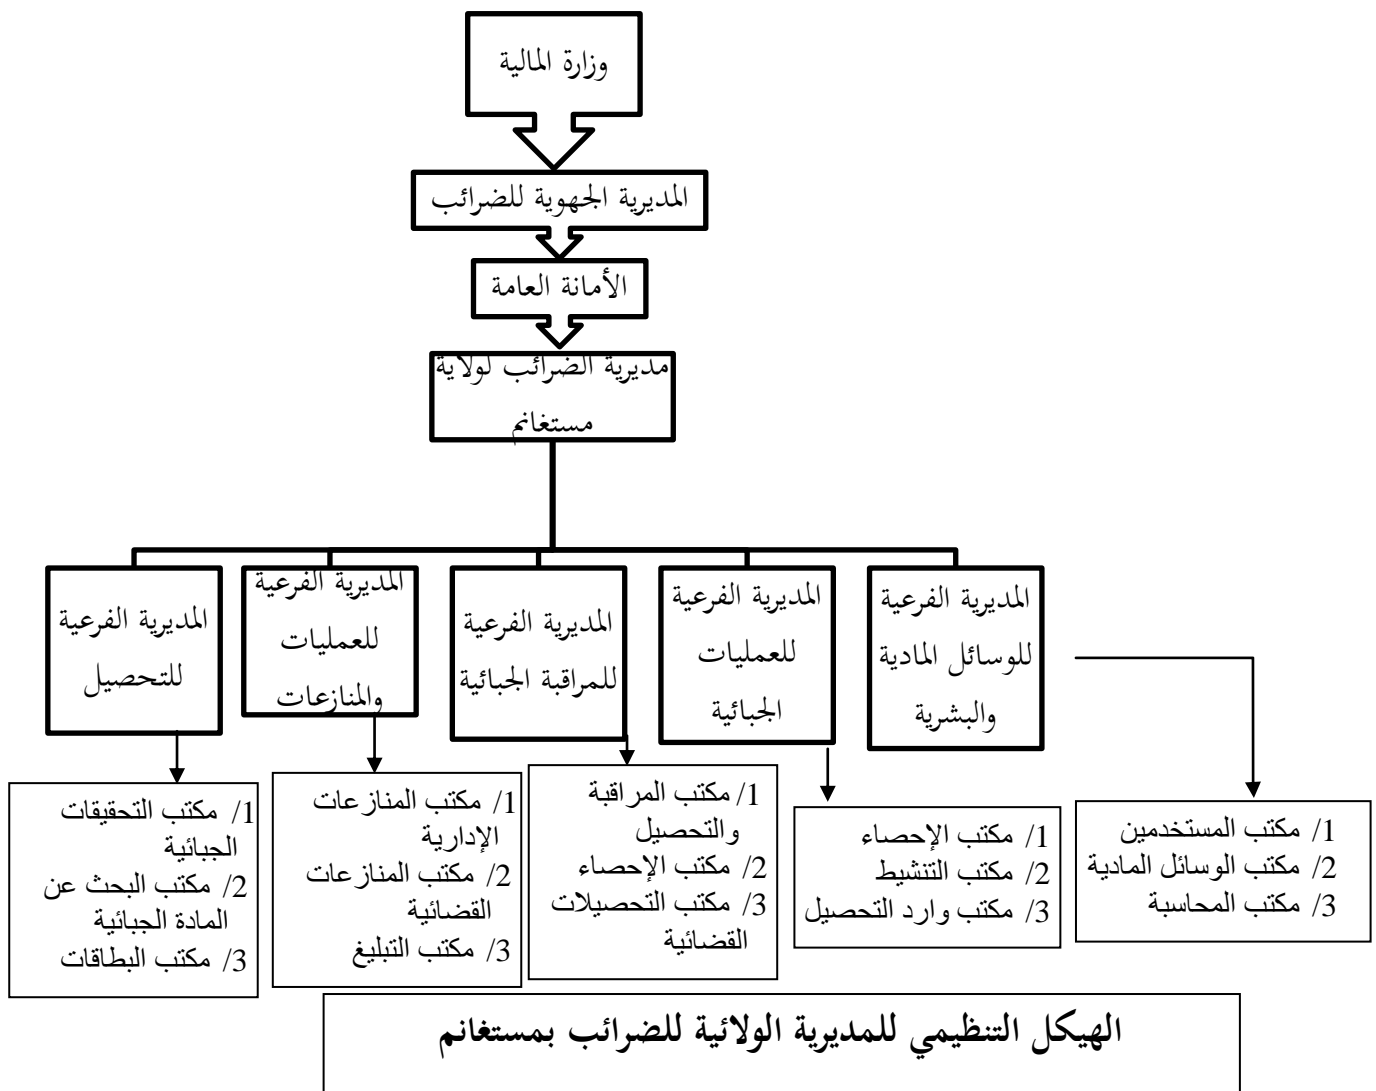 وزارة المالية
المديرية الجهوية للضرائب
الأمانة العامة
مديرية الضرائب لولاية
مستغانم
المديرية الفرعية
للوسائل المادية
والبشرية
المديرية الفرعية
للعمليات
الجبائية
المديرية الفرعية
للمراقبة الجبائية
المديرية الفرعية
للعمليات
والمنازعات
المديرية الفرعية
للتحصيل
1/ مكتب المستخدمين
2/ مكتب الوسائل المادية
3/ مكتب المحاسبة
1/ مكتب الإحصاء
2/ مكتب التنشيط
3/ مكتب وارد التحصيل
1/ مكتب المراقبة
والتحصيل
2/ مكتب الإحصاء
3/ مكتب التحصيلات
القضائية
1/ مكتب المنازعات
الإدارية
2/ مكتب المنازعات
القضائية
3/ مكتب التبليغ
1/ مكتب التحقيقات
الجبائية
2/ مكتب البحث عن
المادة الجبائية
3/ مكتب البطاقات
الهيكل التنظيمي للمديرية الولائية للضرائب بمستغانم